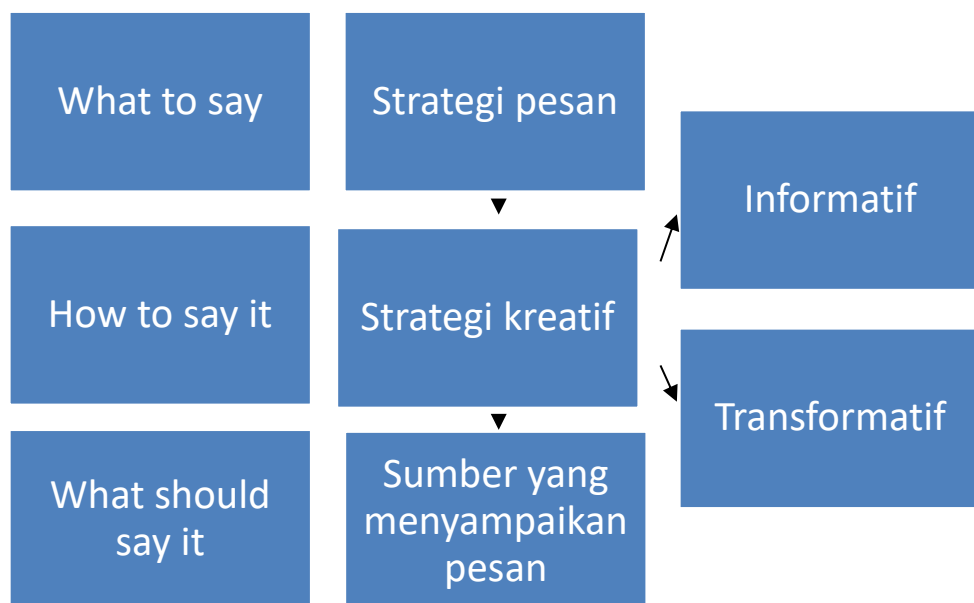 What to say
Strategi pesan
Informatif
How to say it
Strategi kreatif
Transformatif
What should
say it
Sumber yang
menyampaikan
pesan